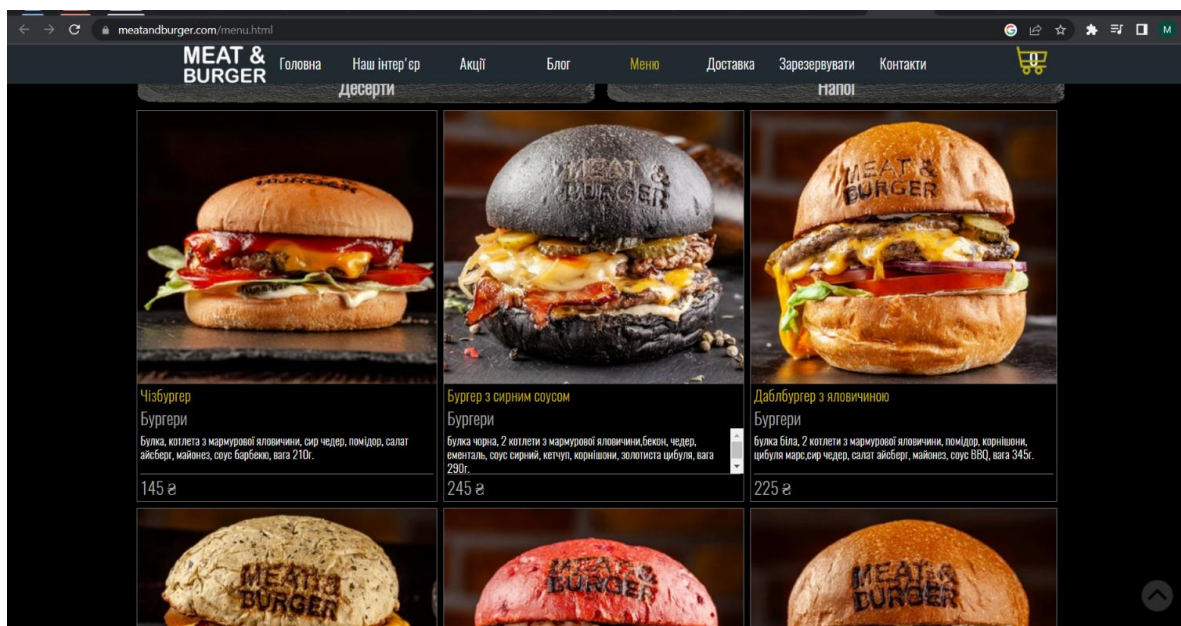 meatandburger.com/menu.html
M
MEAT &
BURGER
Головна Наш інтер'єр Акції Блог Меню Доставка Зарезервувати Контакти
0
Десерти Напої
BURGER
MEAT &
BURGER
MEAT &
BURGER
Чізбургер
Бургери
Булка, котлета з мармурової яловичини, сир чедер, помідор, салат
айсберг, майонез, соус барбекю, вага 210г.
145 ₴
Бургер з сирним соусом
Бургери
булка чорна, 2 котлети з мармурової яловичини,бекон, чедер,
ементаль, соус сирний, кетчуп, корнішони, золотиста цибуля, вага
290г.
245 ₴
Даблбургер з яловичиною
Бургери
булка біла, 2 котлети з мармурової яловичини, помідор, корнішони,
цибуля марс,сир чедер, салат айсберг, майонез, соус BBQ, вага 345г.
225 ₴
MEAT &
BURGER
MEAT &
BURGER
MEAT &
BURGER